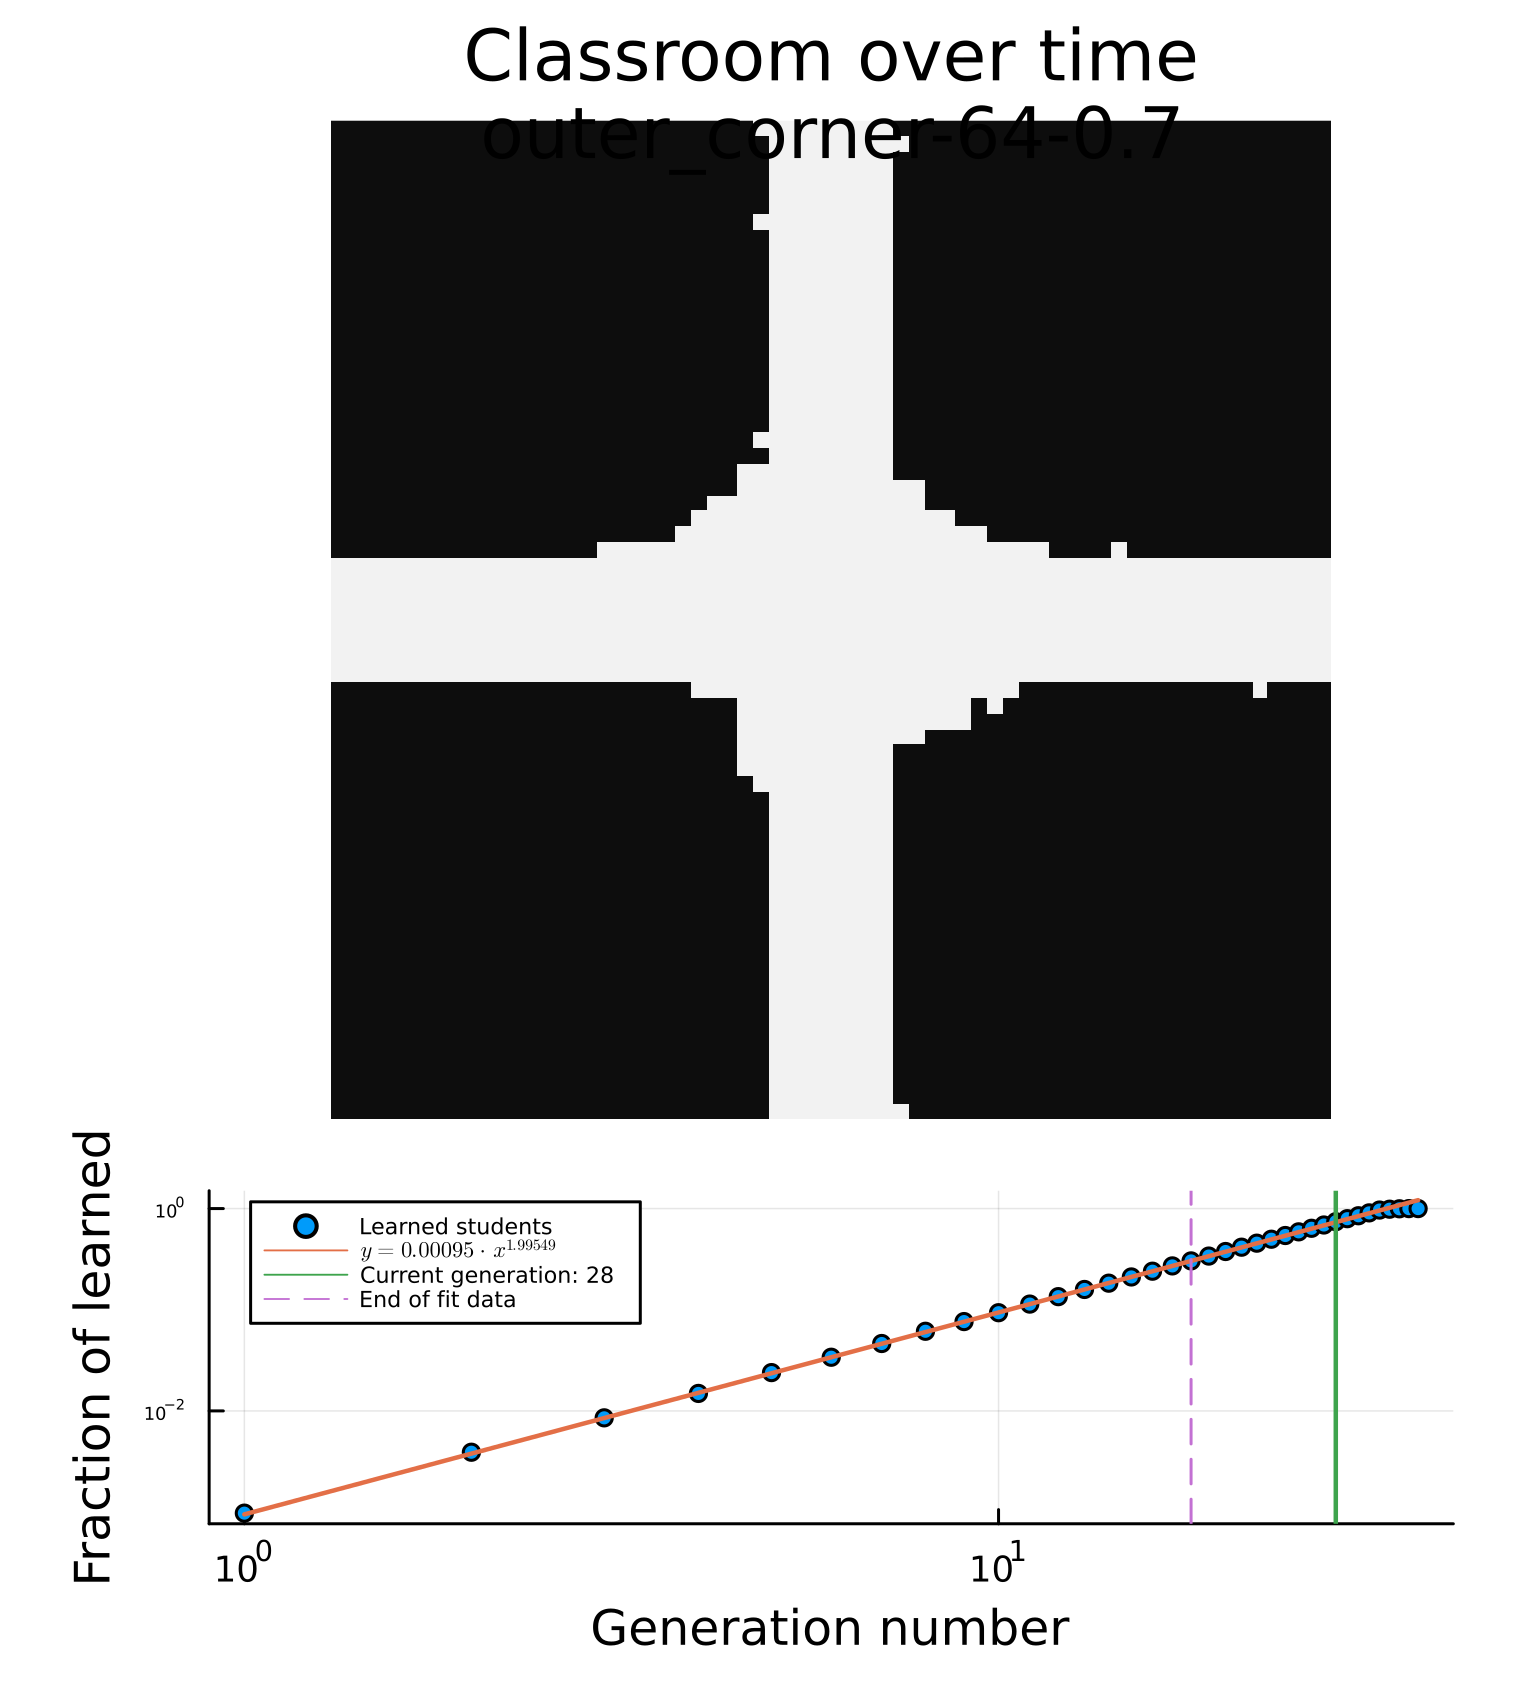 Classroom over time
outer_corner-64-0.7
Fraction of learned
10⁰
10⁻²
Learned students
y = 0.00095 · x^1.99549
Current generation: 28
End of fit data
10⁰
10¹
Generation number